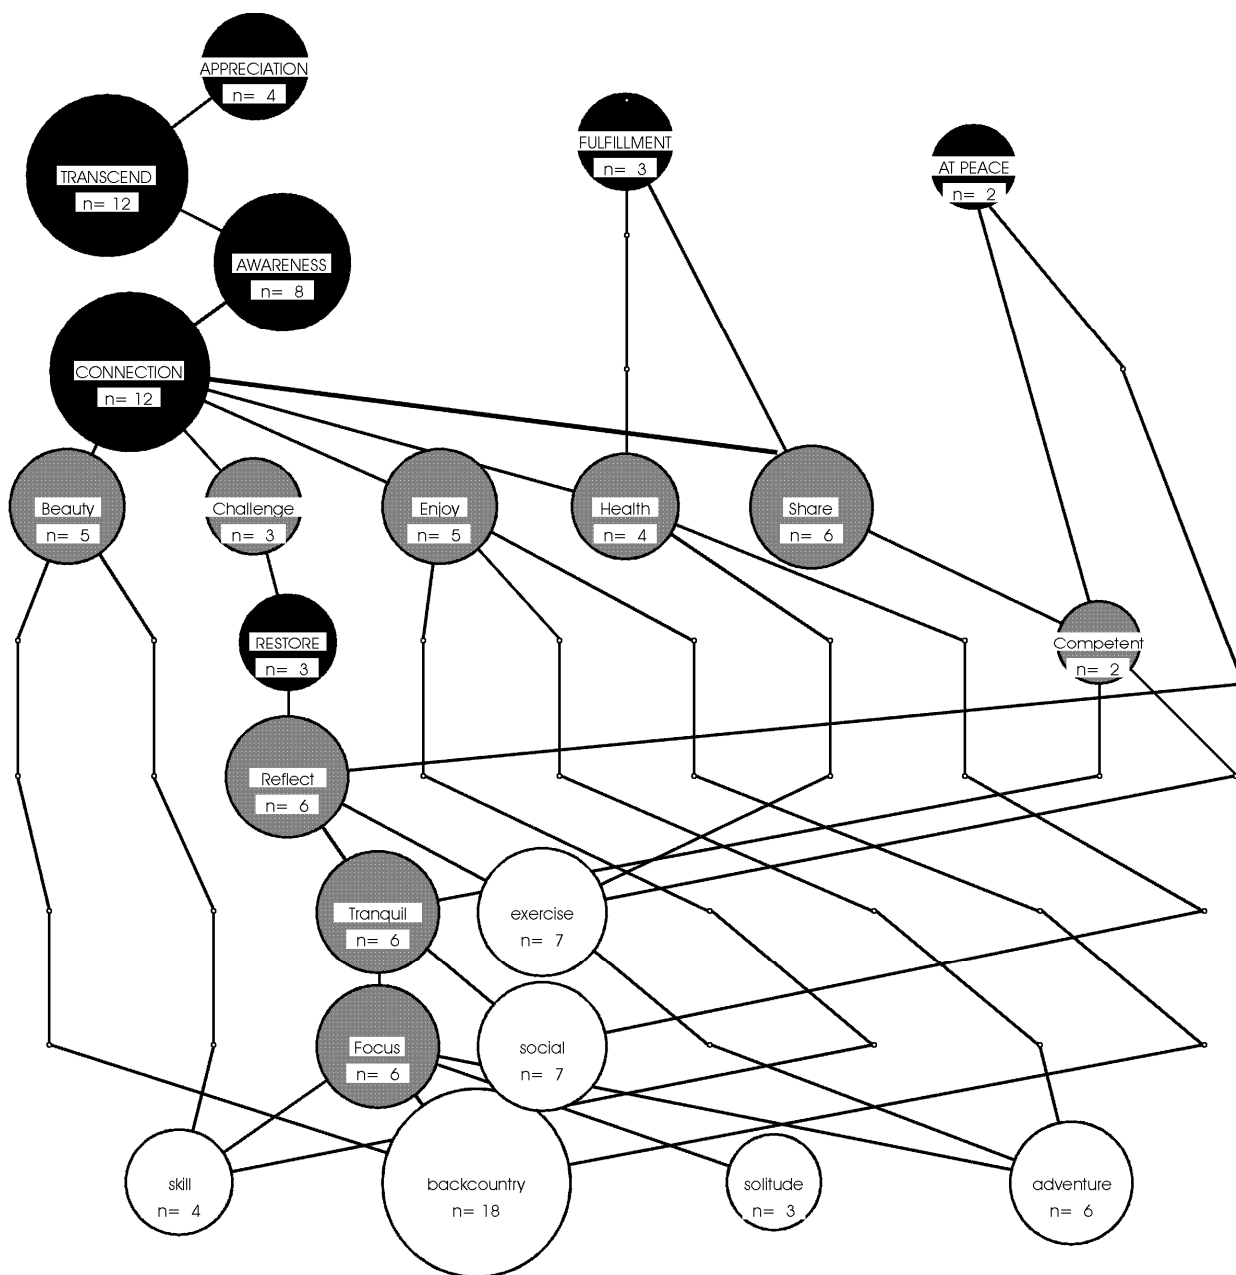 APPRECIATION
n= 4
TRANSCEND
n= 12
FULFILLMENT
n= 3
AT PEACE
n= 2
AWARENESS
n= 8
CONNECTION
n= 12
Beauty
n= 5
Challenge
n= 3
Enjoy
n= 5
Health
n= 4
Share
n= 6
RESTORE
n= 3
Competent
n= 2
Reflect
n= 6
Tranquil
n= 6
exercise
n= 7
Focus
n= 6
social
n= 7
skill
n= 4
backcountry
n= 18
solitude
n= 3
adventure
n= 6